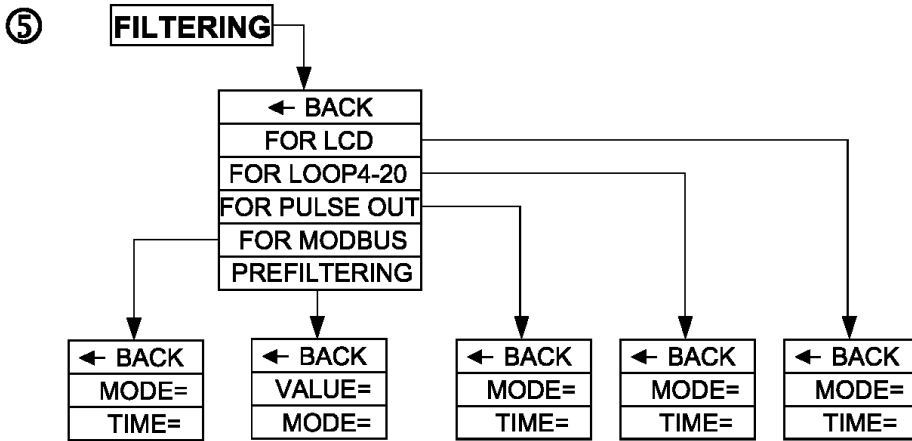 ⑤ FILTERING
← BACK
FOR LCD
FOR LOOP4-20
FOR PULSE OUT
FOR MODBUS
PREFILTERING
← BACK
MODE=
TIME=
← BACK
VALUE=
MODE=
← BACK
MODE=
TIME=
← BACK
MODE=
TIME=
← BACK
MODE=
TIME=